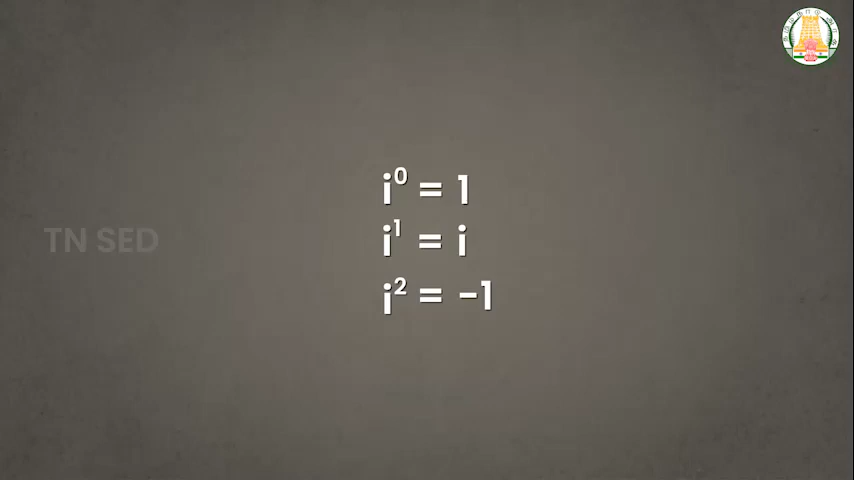 i⁰ = 1
i¹ = i
i² = -1
TN SED